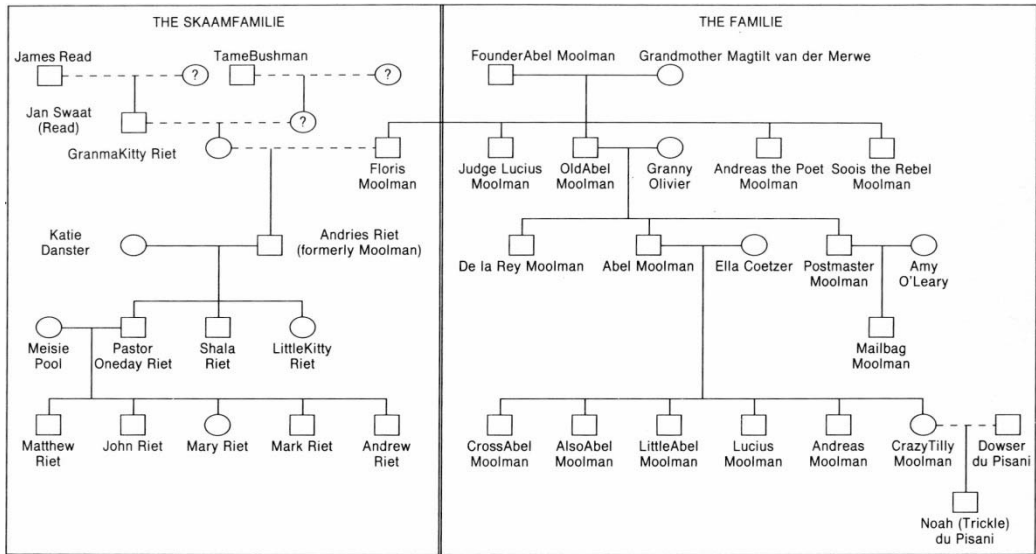 THE SKAAMFAMILIE
James Read
TameBushman
?
?
Jan Swaat
(Read)
?
GranmaKitty Riet
Katie
Danster
Andries Riet
(formerly Moolman)
Meisie
Pool
Pastor
Oneday Riet
Shala
Riet
LittleKitty
Riet
Matthew
Riet
John Riet
Mary Riet
Mark Riet
Andrew
Riet
THE FAMILIE
FounderAbel Moolman
Grandmother Magtilt van der Merwe
Floris
Moolman
Judge Lucius
Moolman
OldAbel
Moolman
Granny
Olivier
Andreas the Poet
Moolman
Soois the Rebel
Moolman
De la Rey Moolman
Abel Moolman
Ella Coetzer
Postmaster
Moolman
Amy
O'Leary
Mailbag
Moolman
CrossAbel
Moolman
AlsoAbel
Moolman
LittleAbel
Moolman
Lucius
Moolman
Andreas
Moolman
CrazyTilly
Moolman
Dowser
du Pisani
Noah (Trickle)
du Pisani